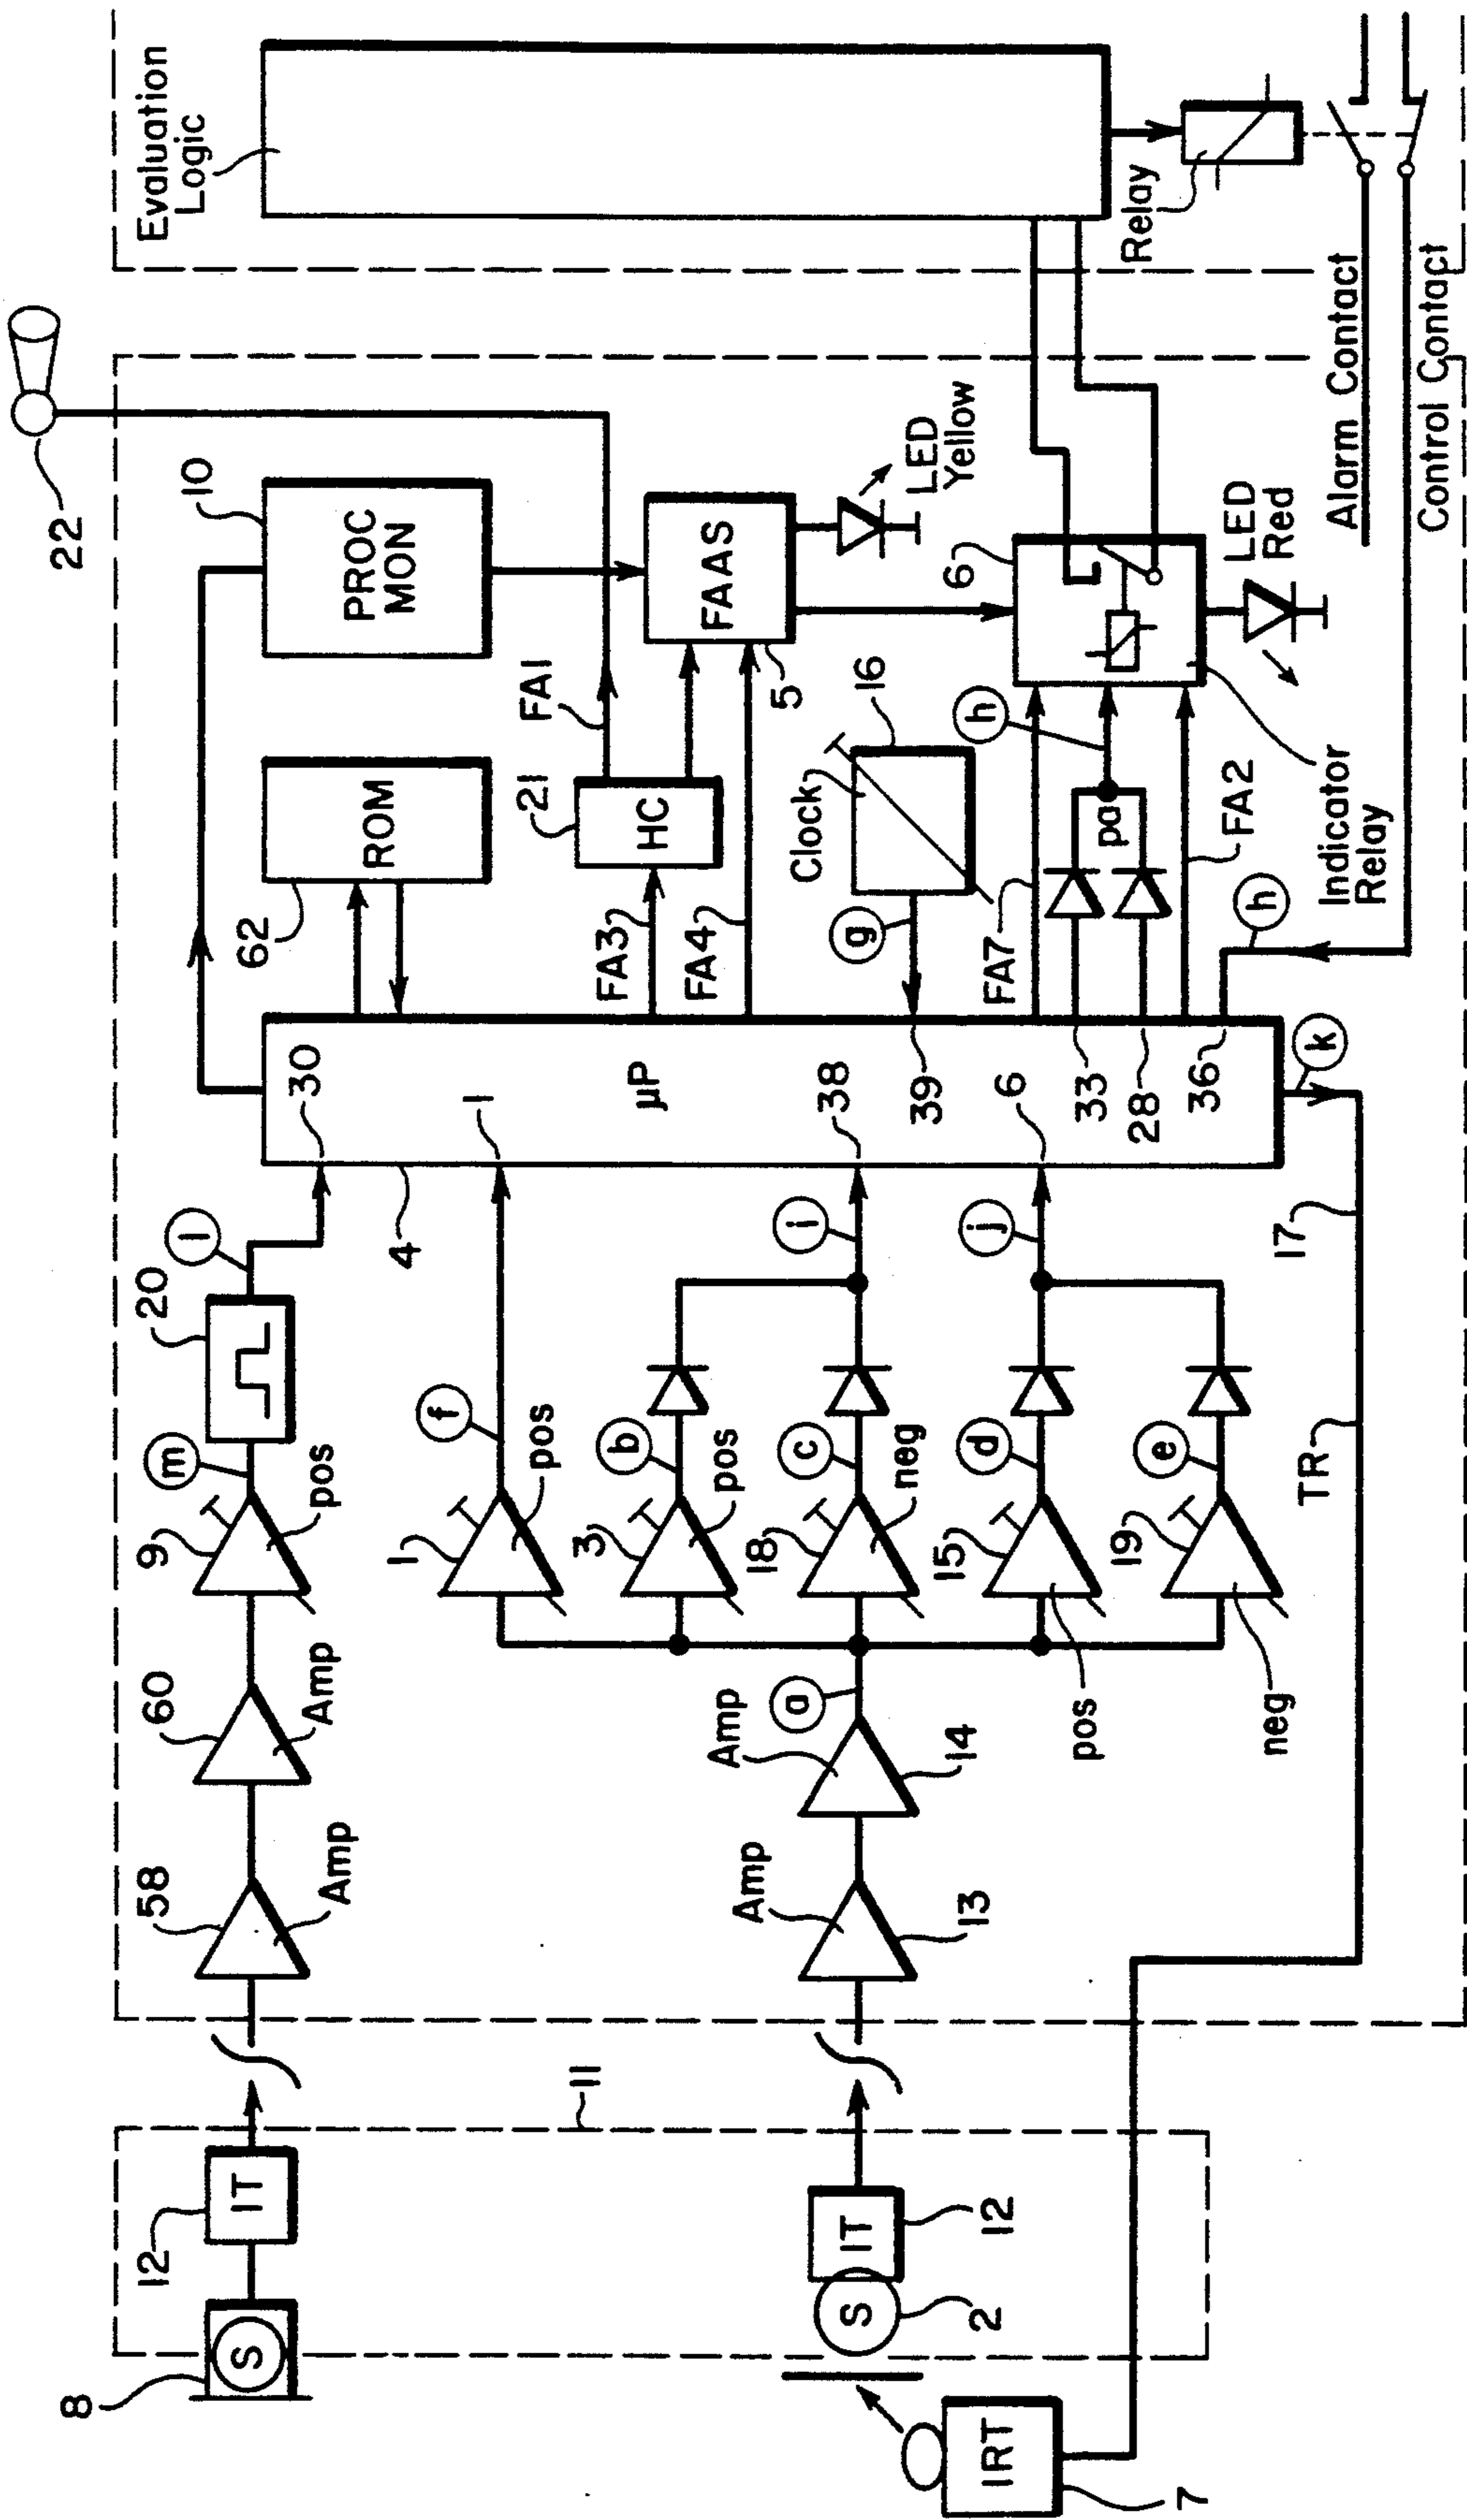 8
S
12
IT
58
Amp
60
Amp
9
pos
m
20
l
30
62
ROM
10
PROC
MON
22
Evaluation
Logic
11
4
1
pos
f
1
μP
FA3
21
HC
FA1
FA4
5
FAAS
LED
Yellow
3
pos
b
7
IRT
2
S
12
IT
Amp
13
Amp
14
a
18
neg
c
i
38
39
g
Clock
16
15
pos
d
j
6
FA7
h
6
33
pa
28
FA2
19
neg
e
36
h
Indicator
Relay
LED
Red
Relay
Alarm Contact
Control Contact
TR
17
k